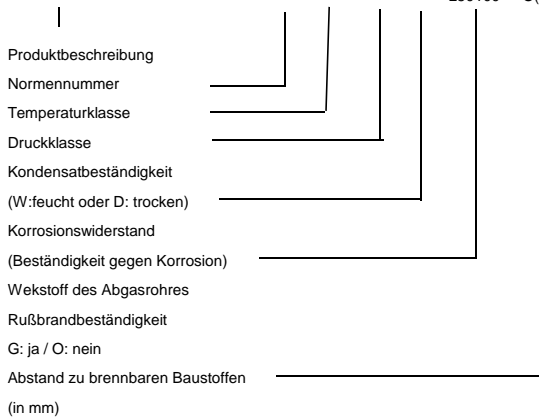 Produktbeschreibung
Normennummer
Temperaturklasse
Druckklasse
Kondensatbeständigkeit
(W:feucht oder D: trocken)
Korrosionswiderstand
(Beständigkeit gegen Korrosion)
Wekstoff des Abgasrohres
Rußbrandbeständigkeit
G: ja / O: nein
Abstand zu brennbaren Baustoffen
(in mm)